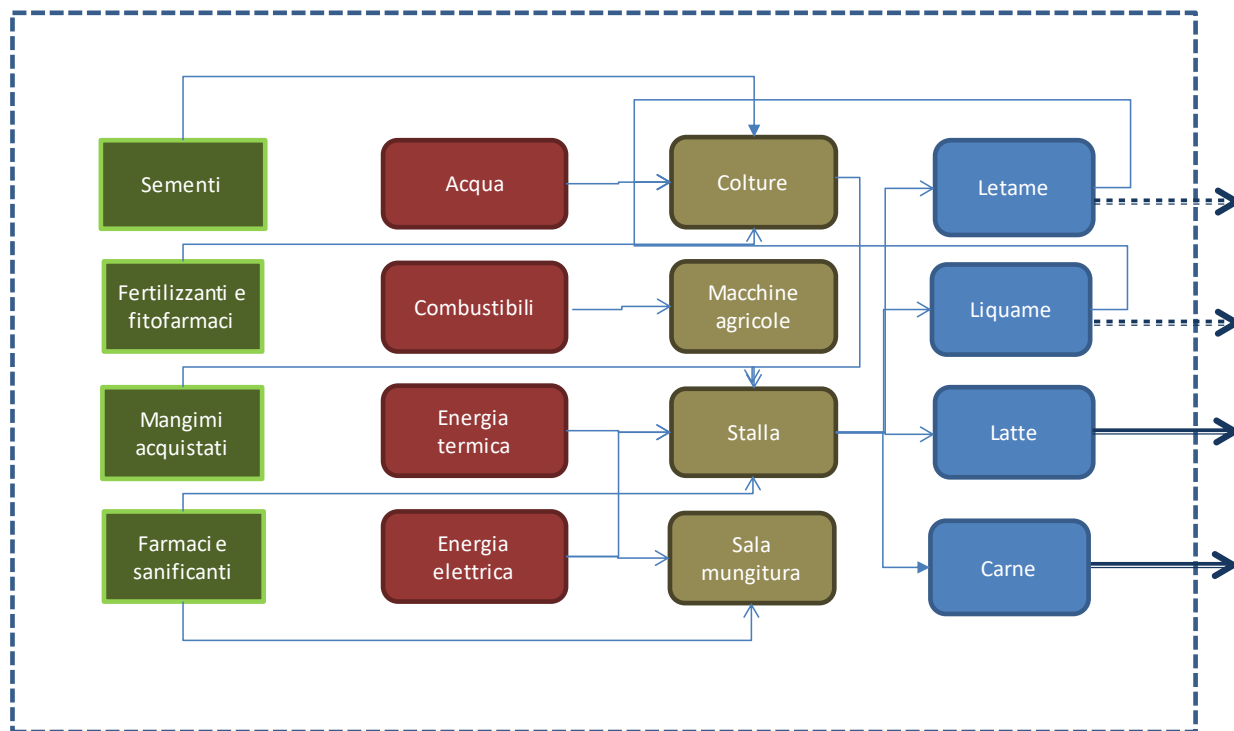 Sementi
Acqua
Colture
Letame
Fertilizzanti e
fitofarmaci
Combustibili
Macchine
agricole
Liquame
Mangimi
acquistati
Energia
termica
Stalla
Latte
Farmaci e
sanificanti
Energia
elettrica
Sala
mungitura
Carne